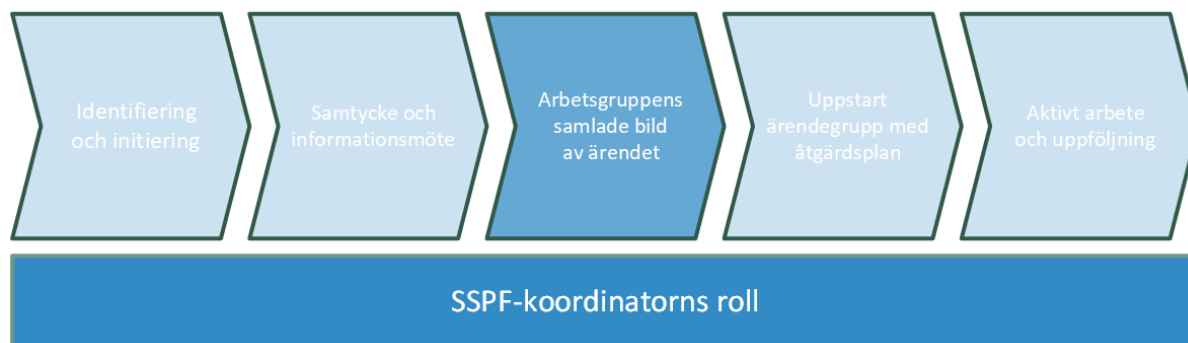 Identifiering
och initiering
Samtycke och
informationsmöte
Arbetsgruppens
samlade bild
av ärendet
Uppstart
ärendegrupp med
åtgärdsplan
Aktivt arbete
och uppföljning
SSPF-koordinatorns roll